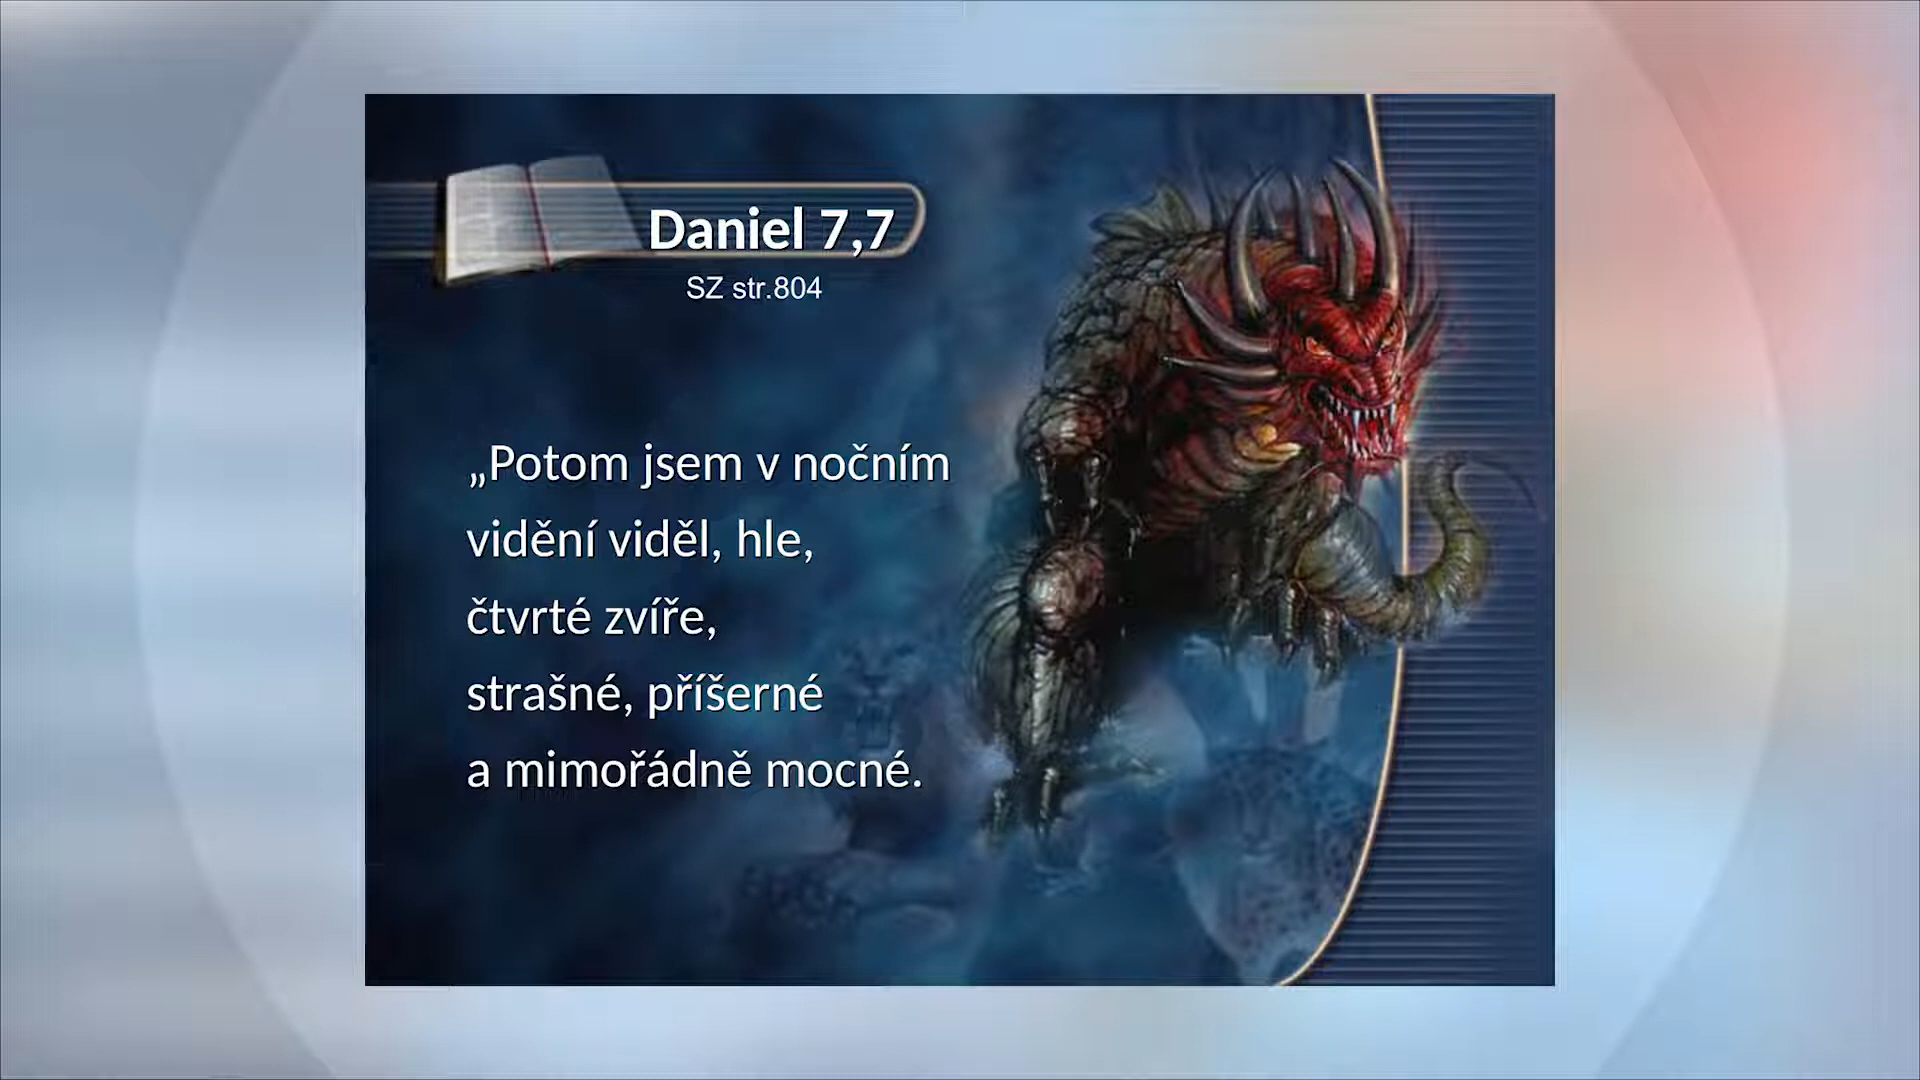 Daniel 7,7
SZ str.804
„Potom jsem v nočním
vidění viděl, hle,
čtvrté zvíře,
strašné, příšerné
a mimořádně mocné.